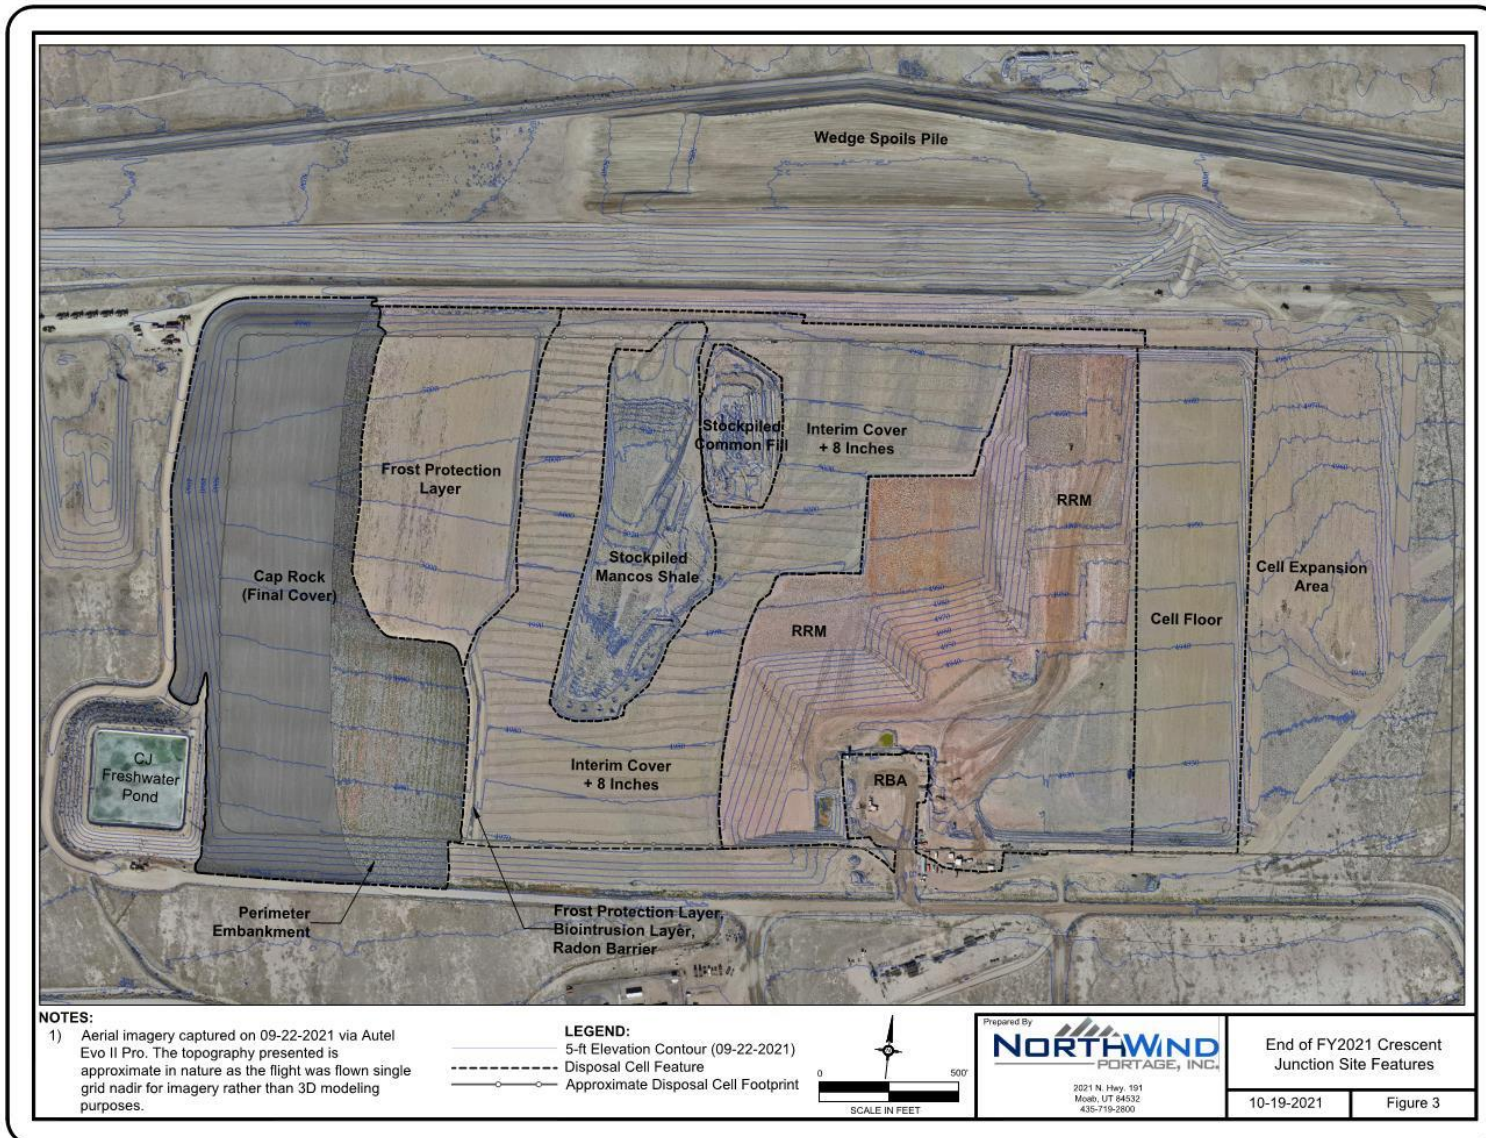 Wedge Spoils Pile
Stockpiled
Common Fill
Interim Cover
+ 8 Inches
Frost Protection
Layer
RRM
Stockpiled
Mancos Shale
Cap Rock
(Final Cover)
Cell Expansion
Area
Cell Floor
RRM
CJ
Freshwater
Pond
Interim Cover
+ 8 Inches
RBA
Perimeter
Embankment
Frost Protection Layer,
Biointrusion Layer,
Radon Barrier
NOTES:
1) Aerial imagery captured on 09-22-2021 via Autel
Evo II Pro. The topography presented is
approximate in nature as the flight was flown single
grid nadir for imagery rather than 3D modeling
purposes.
LEGEND:
5-ft Elevation Contour (09-22-2021)
Disposal Cell Feature
Approximate Disposal Cell Footprint
N
0 500'
SCALE IN FEET
Prepared By
NORTHWIND
PORTAGE, INC.
2021 N. Hwy. 191
Moab, UT 84532
435-719-2800
End of FY2021 Crescent
Junction Site Features
10-19-2021
Figure 3